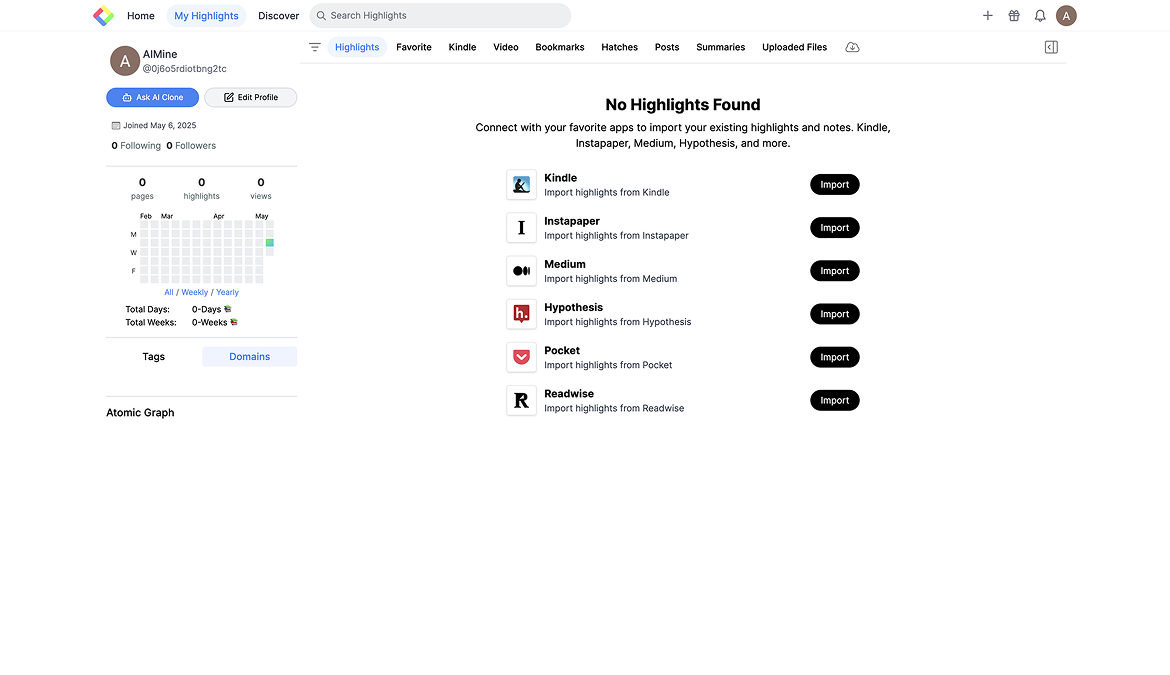 Home My Highlights Discover Search Highlights A
A AIMine
@0j6o5rdiotbng2tc
Ask AI Clone Edit Profile
Joined May 6, 2025
0 Following 0 Followers
0 0 0
pages highlights views
Feb Mar Apr May
M
W
F
All / Weekly / Yearly
Total Days: 0-Days
Total Weeks: 0-Weeks
Tags Domains
Atomic Graph
Highlights Favorite Kindle Video Bookmarks Hatches Posts Summaries Uploaded Files
No Highlights Found
Connect with your favorite apps to import your existing highlights and notes. Kindle,
Instapaper, Medium, Hypothesis, and more.
Kindle
Import highlights from Kindle
Import
I
Instapaper
Import highlights from Instapaper
Import
Medium
Import highlights from Medium
Import
h.
Hypothesis
Import highlights from Hypothesis
Import
Pocket
Import highlights from Pocket
Import
R
Readwise
Import highlights from Readwise
Import